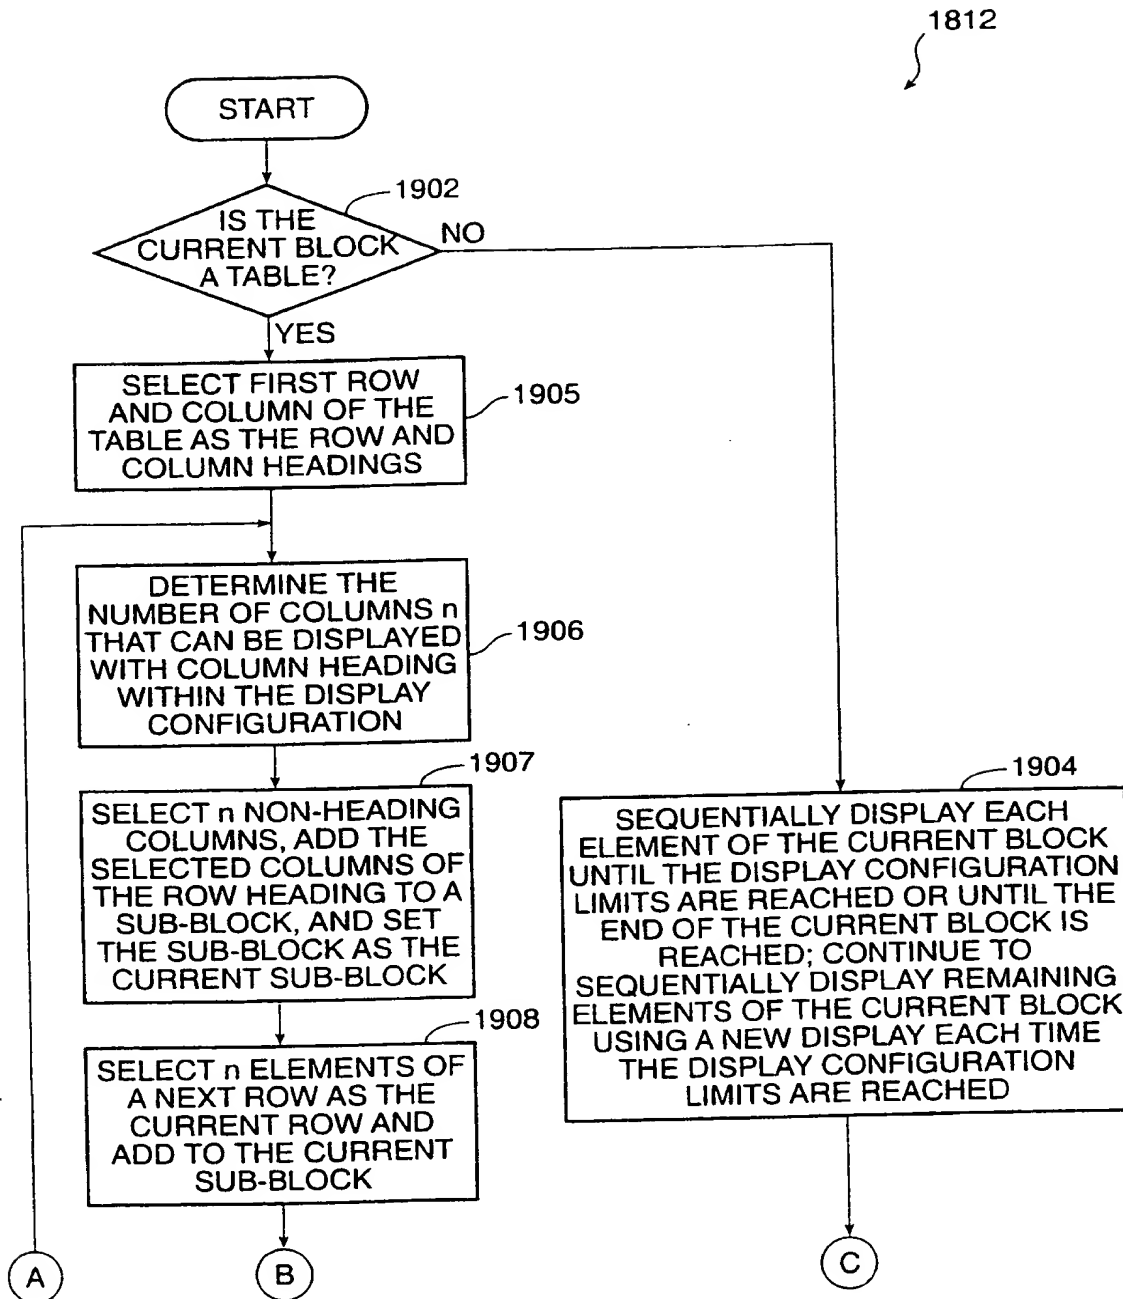 1812
START
1902
IS THE
CURRENT BLOCK
A TABLE?
NO
YES
SELECT FIRST ROW
AND COLUMN OF THE
TABLE AS THE ROW AND
COLUMN HEADINGS
1905
DETERMINE THE
NUMBER OF COLUMNS n
THAT CAN BE DISPLAYED
WITH COLUMN HEADING
WITHIN THE DISPLAY
CONFIGURATION
1906
1907
SELECT n NON-HEADING
COLUMNS, ADD THE
SELECTED COLUMNS OF
THE ROW HEADING TO A
SUB-BLOCK, AND SET
THE SUB-BLOCK AS THE
CURRENT SUB-BLOCK
1908
SELECT n ELEMENTS OF
A NEXT ROW AS THE
CURRENT ROW AND
ADD TO THE CURRENT
SUB-BLOCK
1904
SEQUENTIALLY DISPLAY EACH
ELEMENT OF THE CURRENT BLOCK
UNTIL THE DISPLAY CONFIGURATION
LIMITS ARE REACHED OR UNTIL THE
END OF THE CURRENT BLOCK IS
REACHED; CONTINUE TO
SEQUENTIALLY DISPLAY REMAINING
ELEMENTS OF THE CURRENT BLOCK
USING A NEW DISPLAY EACH TIME
THE DISPLAY CONFIGURATION
LIMITS ARE REACHED
A
B
C